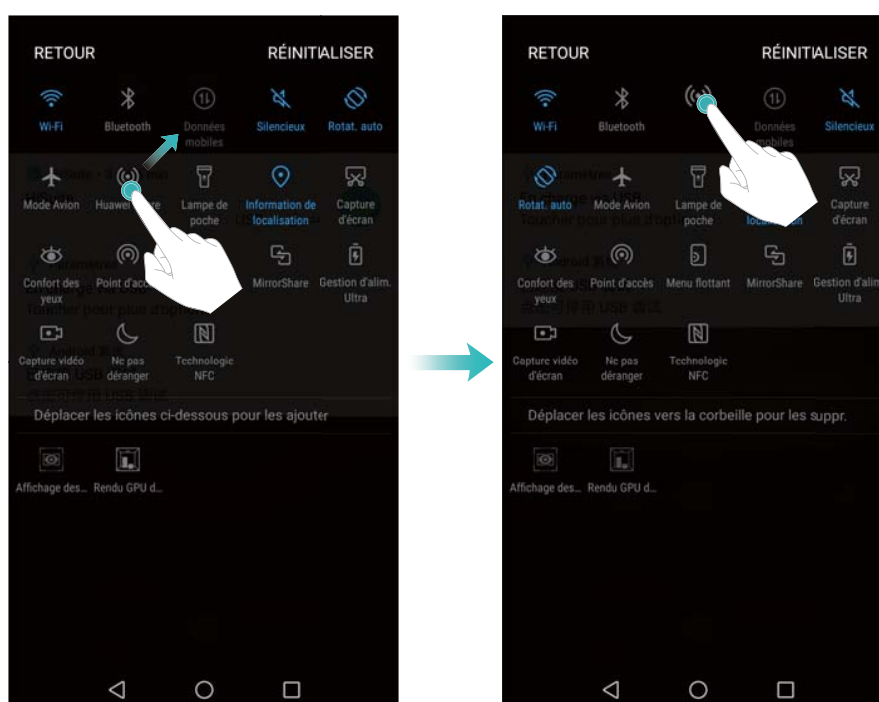 RETOUR RÉINITIALISER
Wi-Fi Bluetooth Données Silencieux Rotat. auto
mobiles
Mode Avion Huawei Lampe de Information de Capture
poche localisation d'écran
Confort des Point d'accès MirrorShare Gestion d'alim.
yeux Ultra
Capture vidéo Ne pas Technologie
d'écran déranger NFC
Déplacer les icônes ci-dessous pour les ajouter
Affichage des... Rendu GPU d...
RETOUR RÉINITIALISER
Wi-Fi Bluetooth Données Silencieux
mobiles
Rotat. auto Mode Avion Lampe de Capture
poche localisation d'écran
Confort des Point d'accès Menu flottant MirrorShare Gestion d'alim
yeux Ultra
Capture vidéo Ne pas Technologie
d'écran déranger NFC
Déplacer les icônes vers la corbeille pour les suppr.
Affichage des... Rendu GPU d...